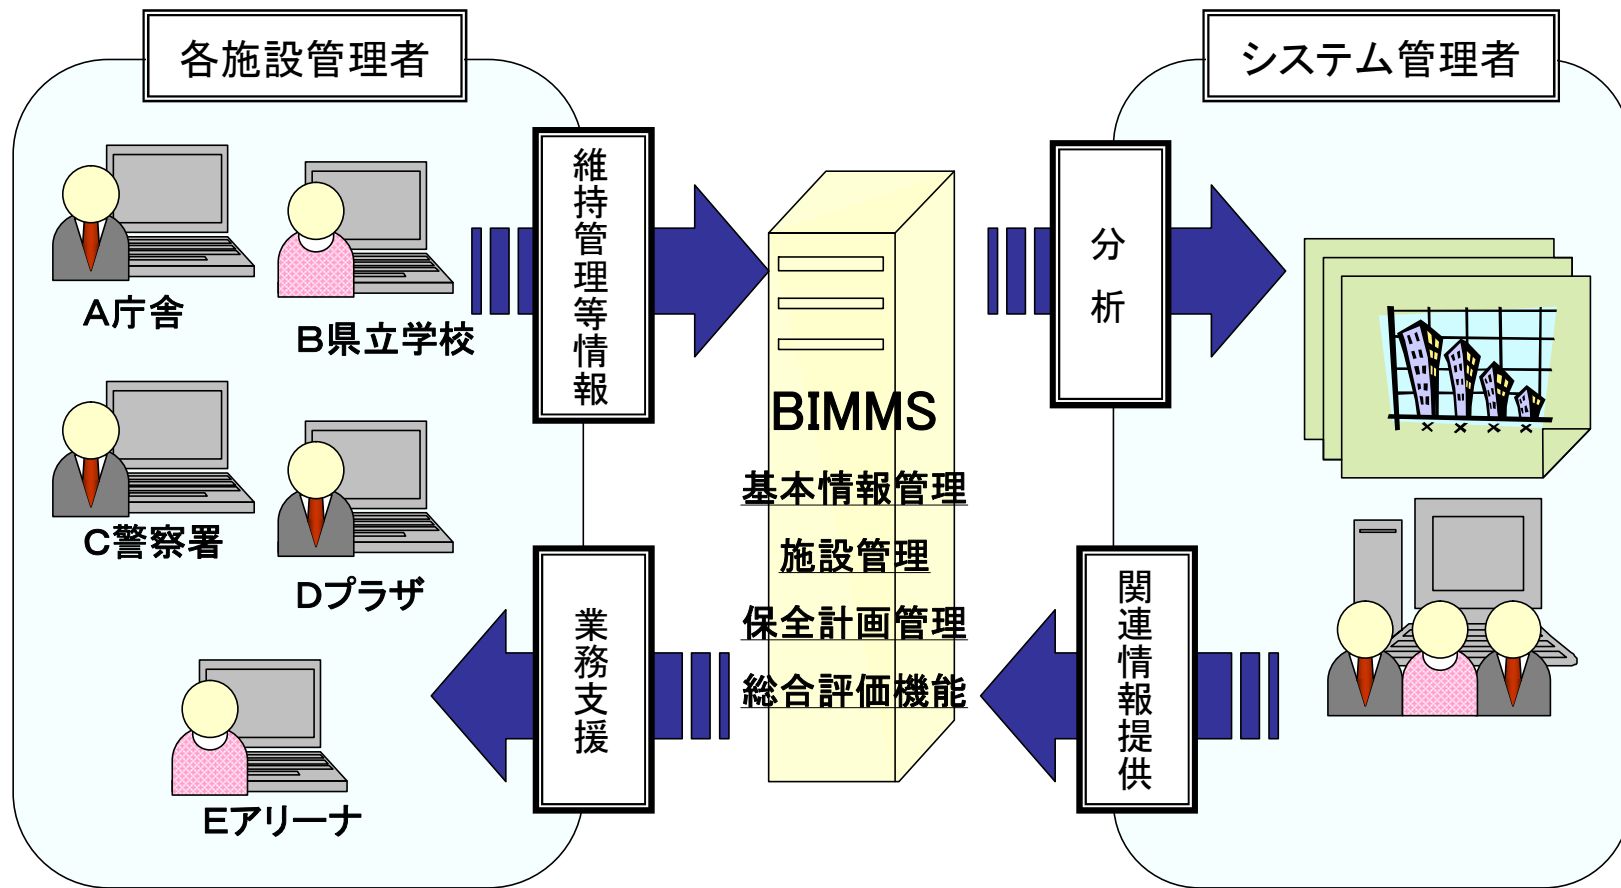 各施設管理者
システム管理者
維持管理等情報
分析
A庁舎
B県立学校
C警察署
Dプラザ
Eアリーナ
BIMMS
基本情報管理
施設管理
保全計画管理
総合評価機能
業務支援
関連情報提供